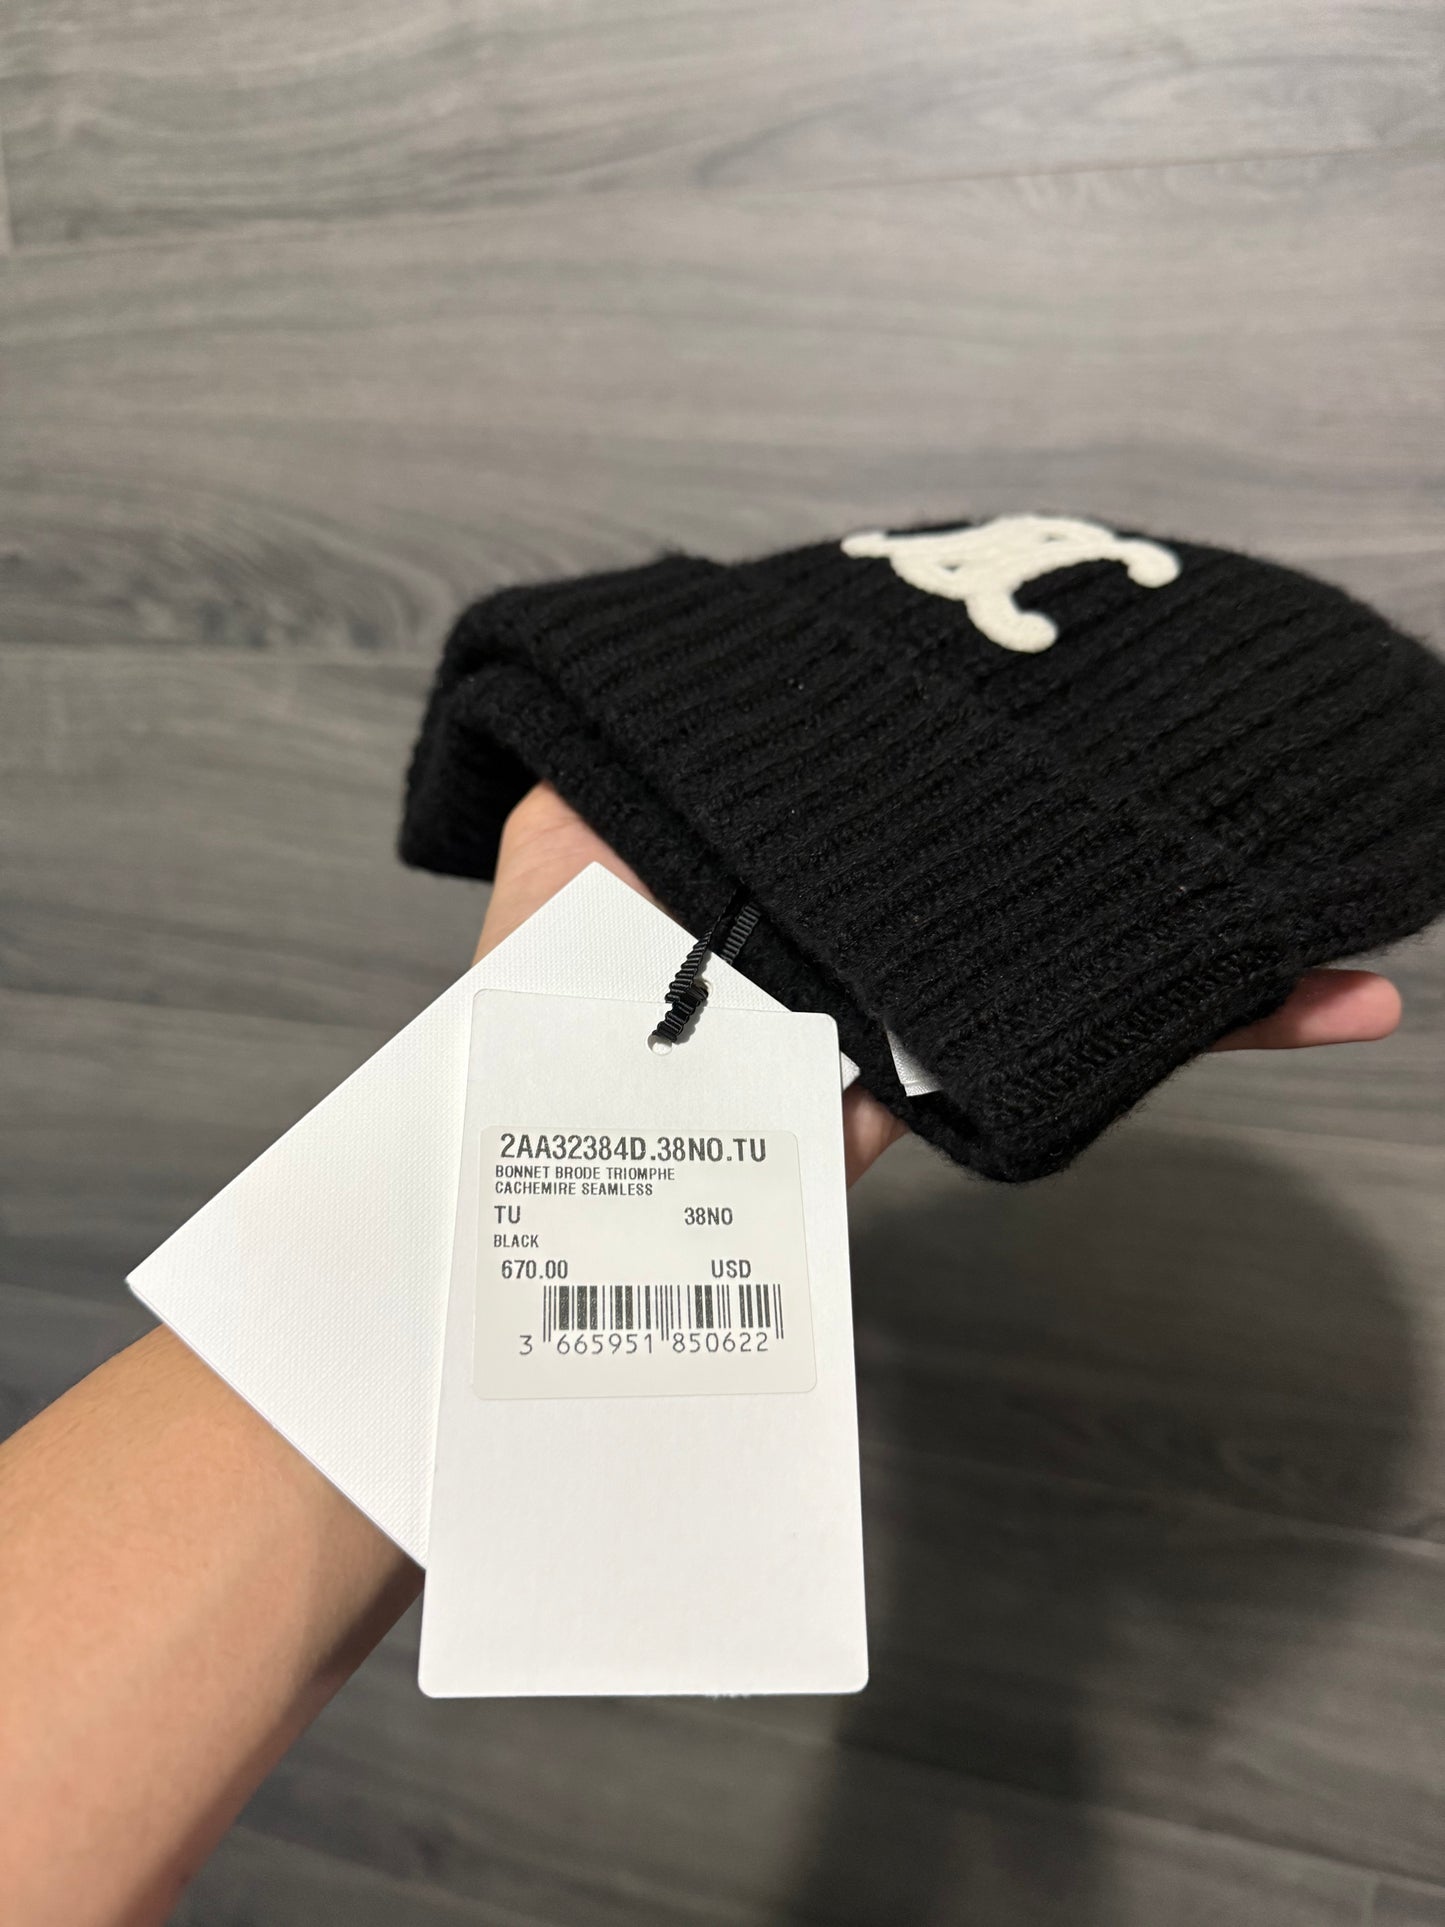 2AA32384D.38NO.TU
BONNET BRODE TRIOMPHE
CACHEMIRE SEAMLESS
TU 38NO
BLACK
670.00 USD
3 665951 850622